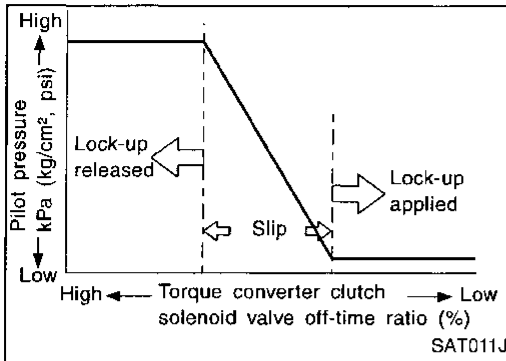 High
Pilot pressure
kPa (kg/cm², psi)
Lock-up
released
Lock-up
applied
Slip
Low
High
Torque converter clutch
solenoid valve off-time ratio (%)
Low
SAT011J